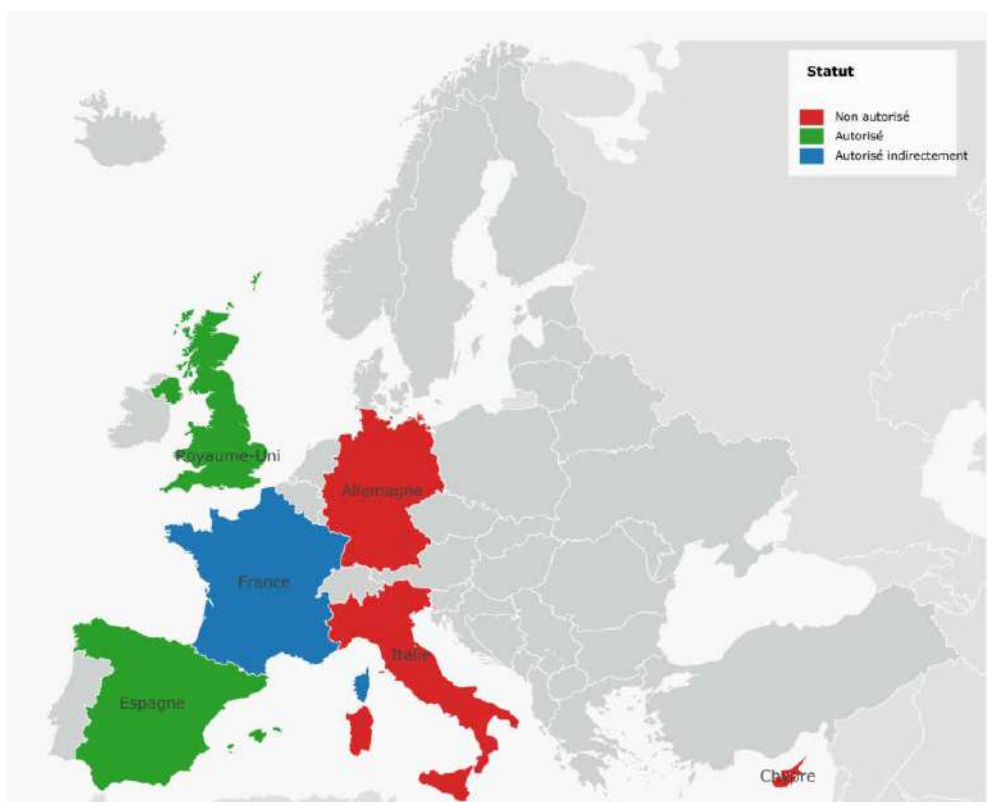 Statut
Non autorisé
Autorisé
Autorisé indirectement
Royaume-Uni
Allemagne
France
Italie
Espagne
Chypre